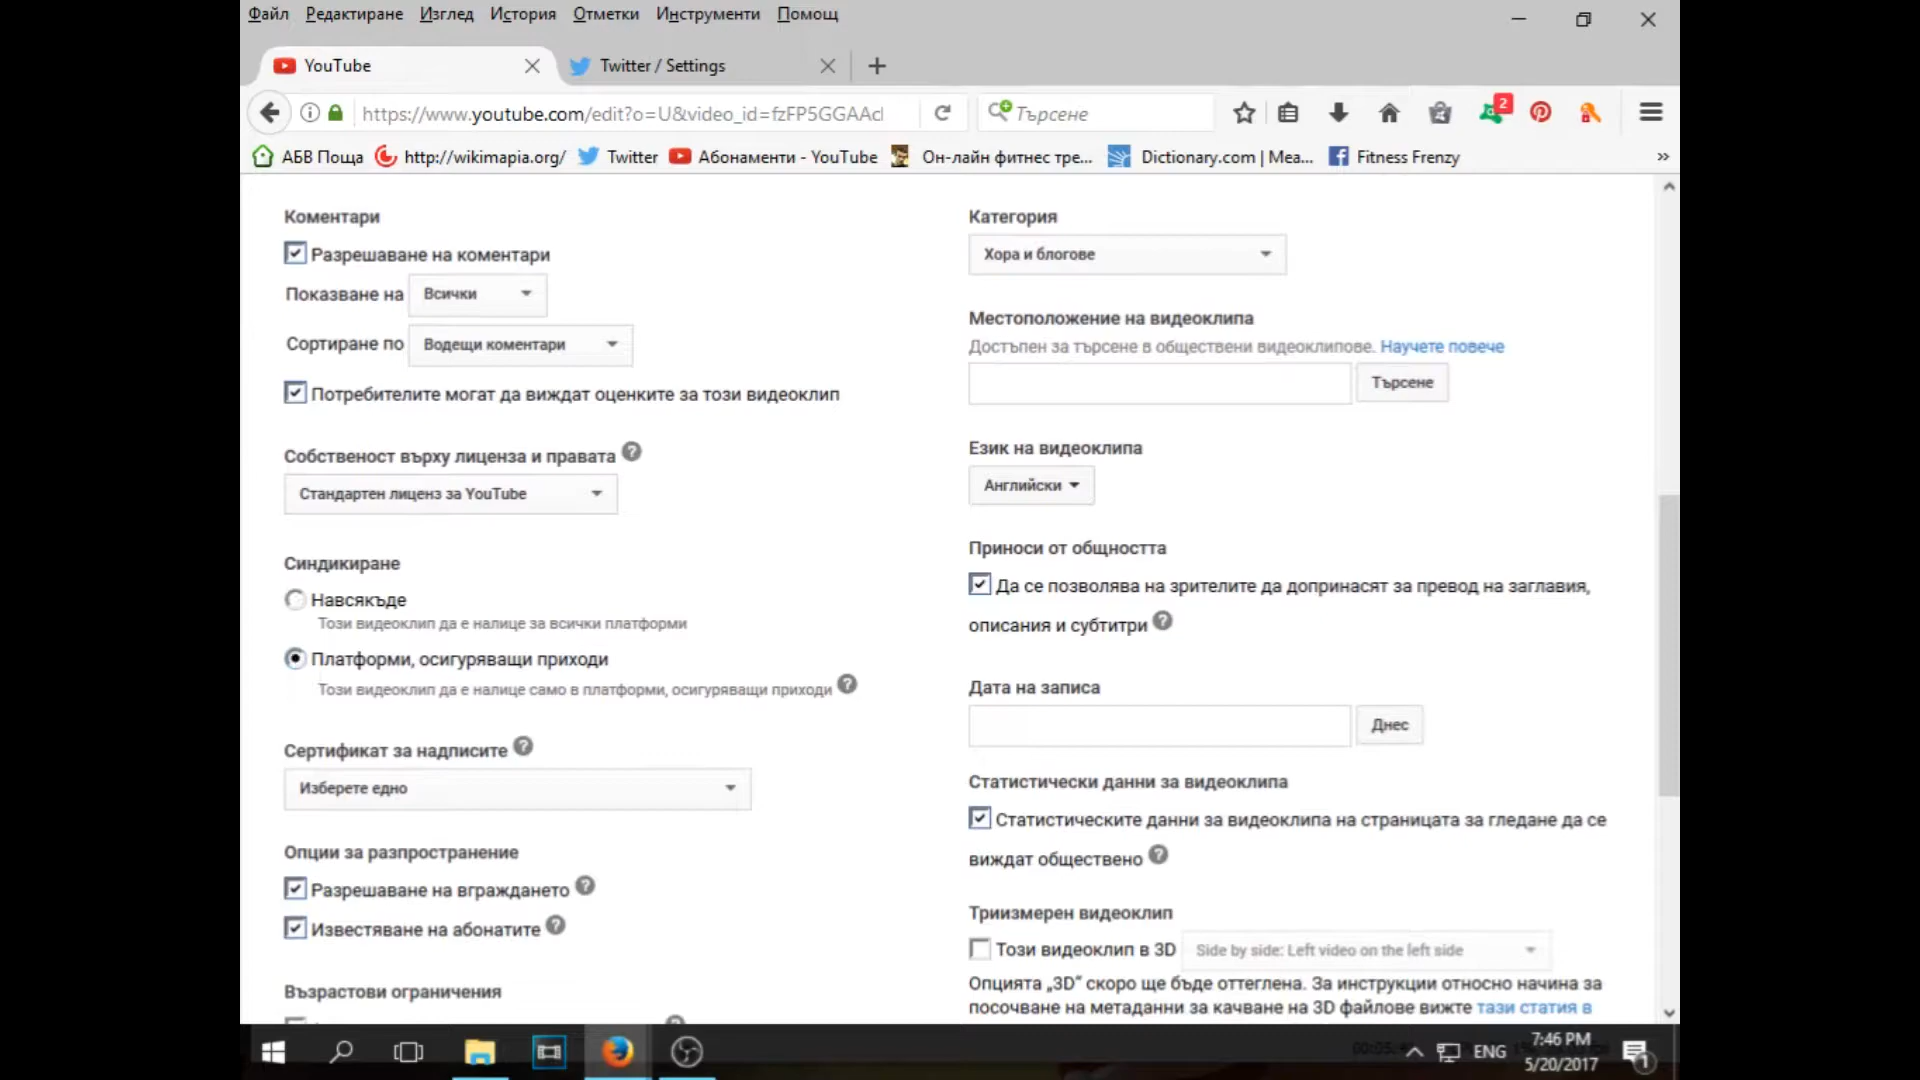 Файл Редактиране Изглед История Отметки Инструменти Помощ
YouTube
Twitter / Settings
https://www.youtube.com/edit?o=U&video_id=fzFP5GGAAcI
Търсене
2
АБВ Поща http://wikimapia.org/ Twitter Абонаменти - YouTube Он-лайн фитнес тре... Dictionary.com | Mea... Fitness Frenzy »
Коментари
Разрешаване на коментари
Показване на Всички
Сортиране по Водещи коментари
Потребителите могат да виждат оценките за този видеоклип
Собственост върху лиценза и правата ?
Стандартен лиценз за YouTube
Синдикиране
Навсякъде
Този видеоклип да е налице за всички платформи
Платформи, осигуряващи приходи
Този видеоклип да е налице само в платформи, осигуряващи приходи ?
Сертификат за надписите ?
Изберете едно
Опции за разпространение
Разрешаване на вграждането ?
Известяване на абонатите ?
Възрастови ограничения
Категория
Хора и блогове
Местоположение на видеоклипа
Достъпен за търсене в обществени видеоклипове. Научете повече
Търсене
Език на видеоклипа
Английски
Приноси от общността
Да се позволява на зрителите да допринасят за превод на заглавия,
описания и субтитри ?
Дата на записа
Днес
Статистически данни за видеоклипа
Статистическите данни за видеоклипа на страницата за гледане да се
виждат обществено ?
Триизмерен видеоклип
Този видеоклип в 3D Side by side: Left video on the left side
Опцията „3D“ скоро ще бъде оттеглена. За инструкции относно начина за
посочване на метаданни за качване на 3D файлове вижте тази статия в
ENG
7:46 PM
5/20/2017
1